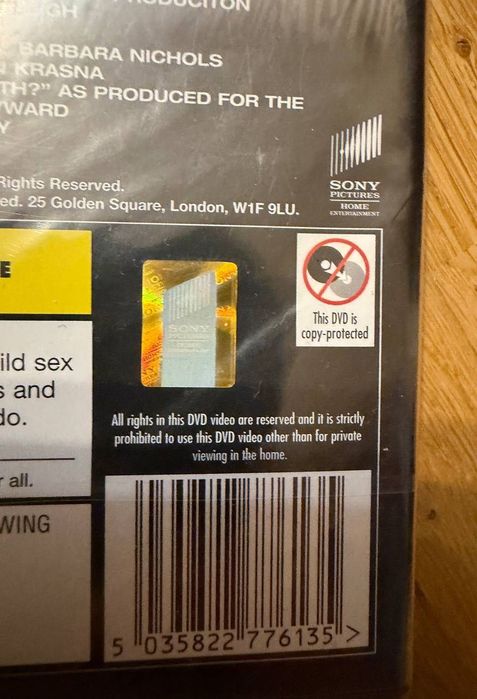 PRODUCITON
BARBARA NICHOLS
KRASNA
TH?" AS PRODUCED FOR THE
YWARD
Y
SONY
PICTURES
HOME
ENTERTAINMENT
Rights Reserved.
ed. 25 Golden Square, London, W1F 9LU.
E
SONY
PICTURES
This DVD is
copy-protected
ild sex
s and
do.
r all.
WING
All rights in this DVD video are reserved and it is strictly
prohibited to use this DVD video other than for private
viewing in the home.
5 035822 776135 >